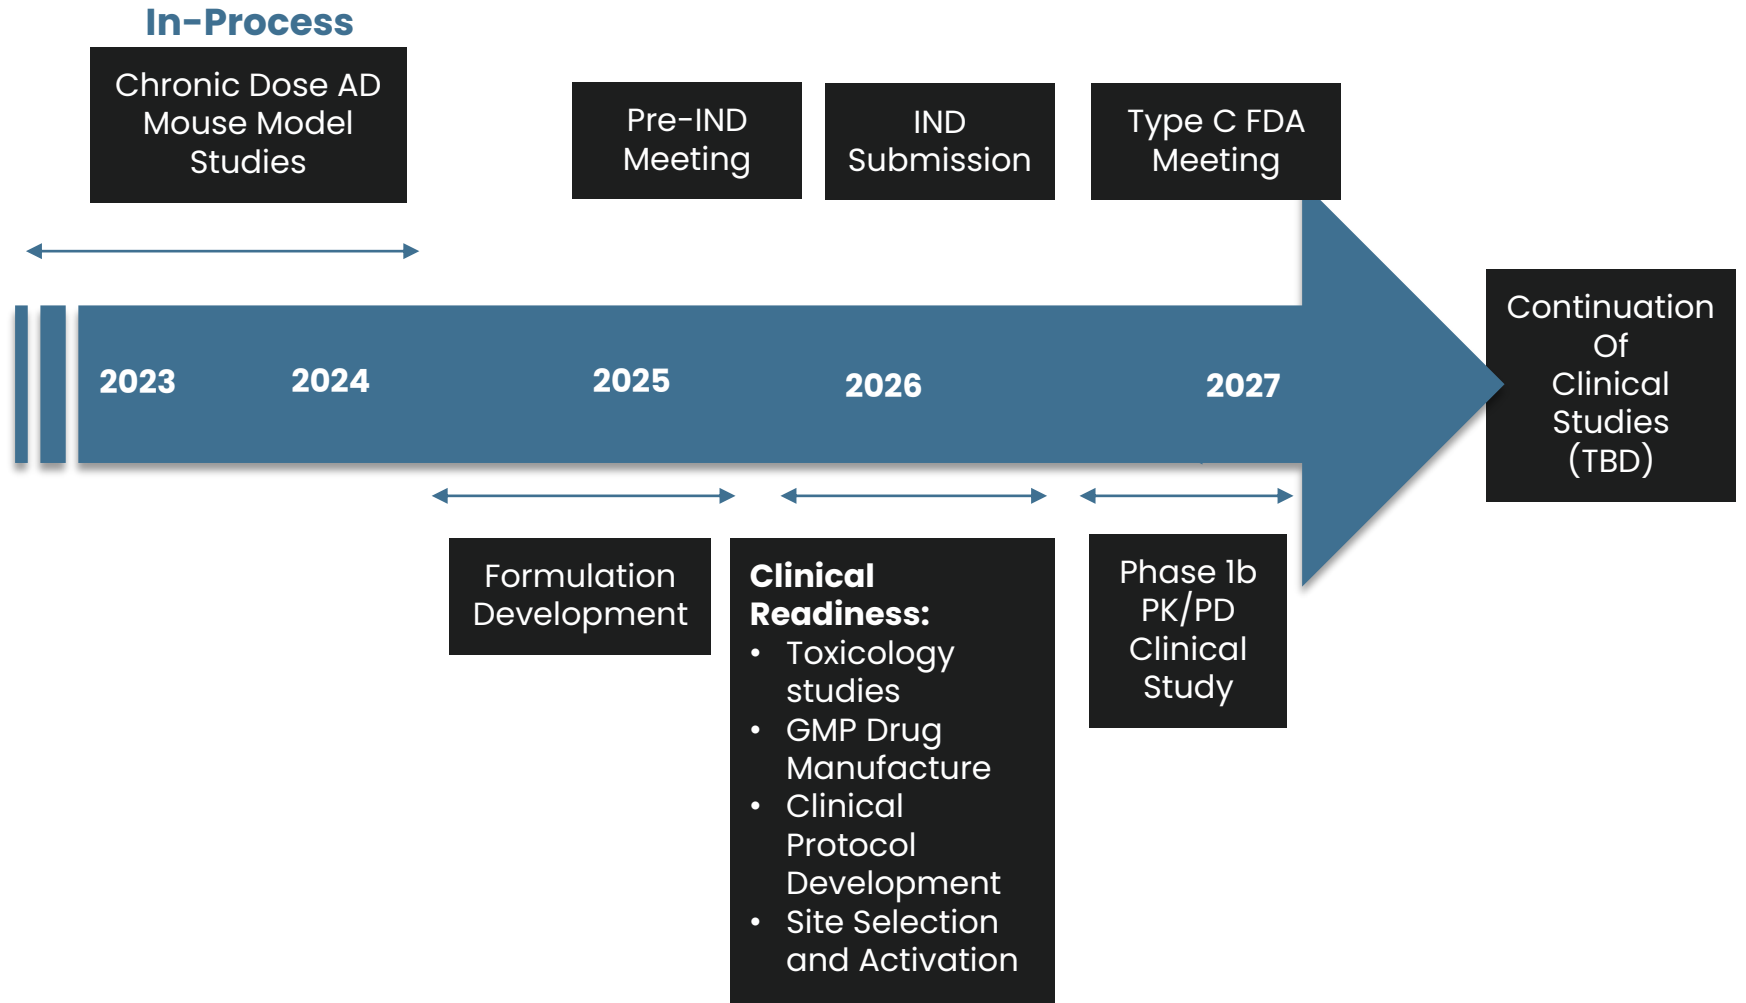 In-Process
Chronic Dose AD
Mouse Model
Studies
Pre-IND
Meeting
IND
Submission
Type C FDA
Meeting
2023
2024
2025
2026
2027
Continuation
Of
Clinical
Studies
(TBD)
Formulation
Development
Clinical
Readiness:
• Toxicology
studies
• GMP Drug
Manufacture
• Clinical
Protocol
Development
• Site Selection
and Activation
Phase 1b
PK/PD
Clinical
Study